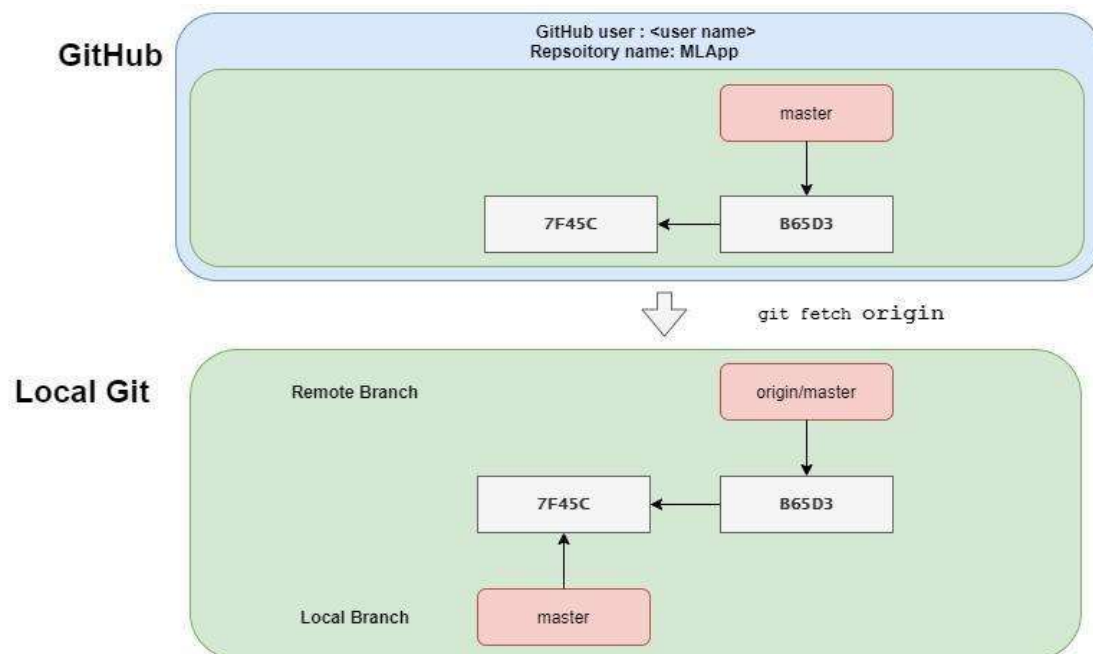 GitHub
GitHub user : <user name>
Repsoitory name: MLApp
master
7F45C
B65D3
git fetch origin
Local Git
Remote Branch
origin/master
7F45C
B65D3
Local Branch
master